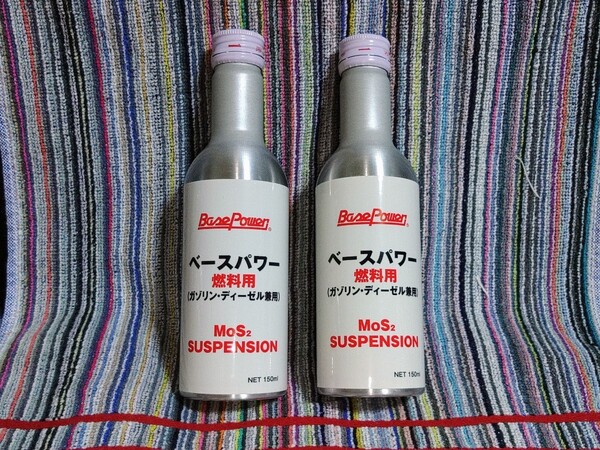 BasePower®
ベースパワー
燃料用
(ガソリン・ディーゼル兼用)
MoS₂
SUSPENSION
NET 150ml
BasePower®
ベースパワー
燃料用
(ガソリン・ディーゼル兼用)
MoS₂
SUSPENSION
NET 150ml